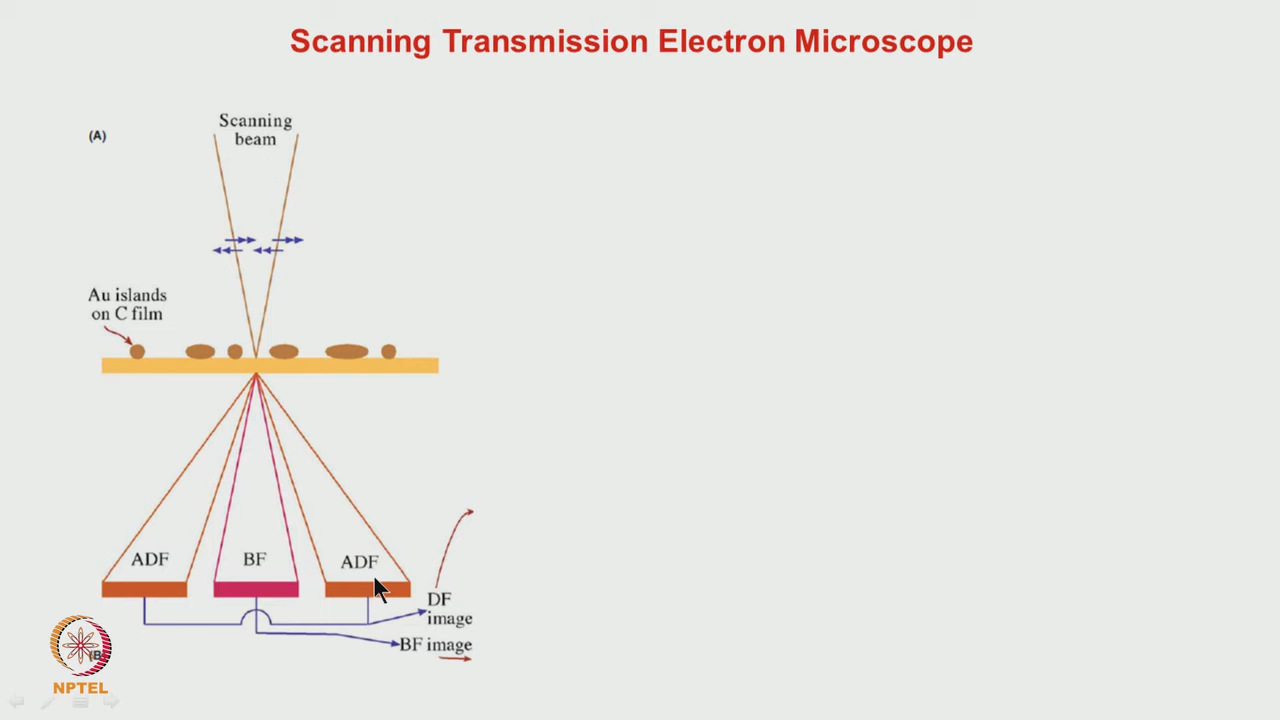 Scanning Transmission Electron Microscope
(A)
Scanning
beam
Au islands
on C film
ADF
BF
ADF
DF
image
BF image
(B)
NPTEL